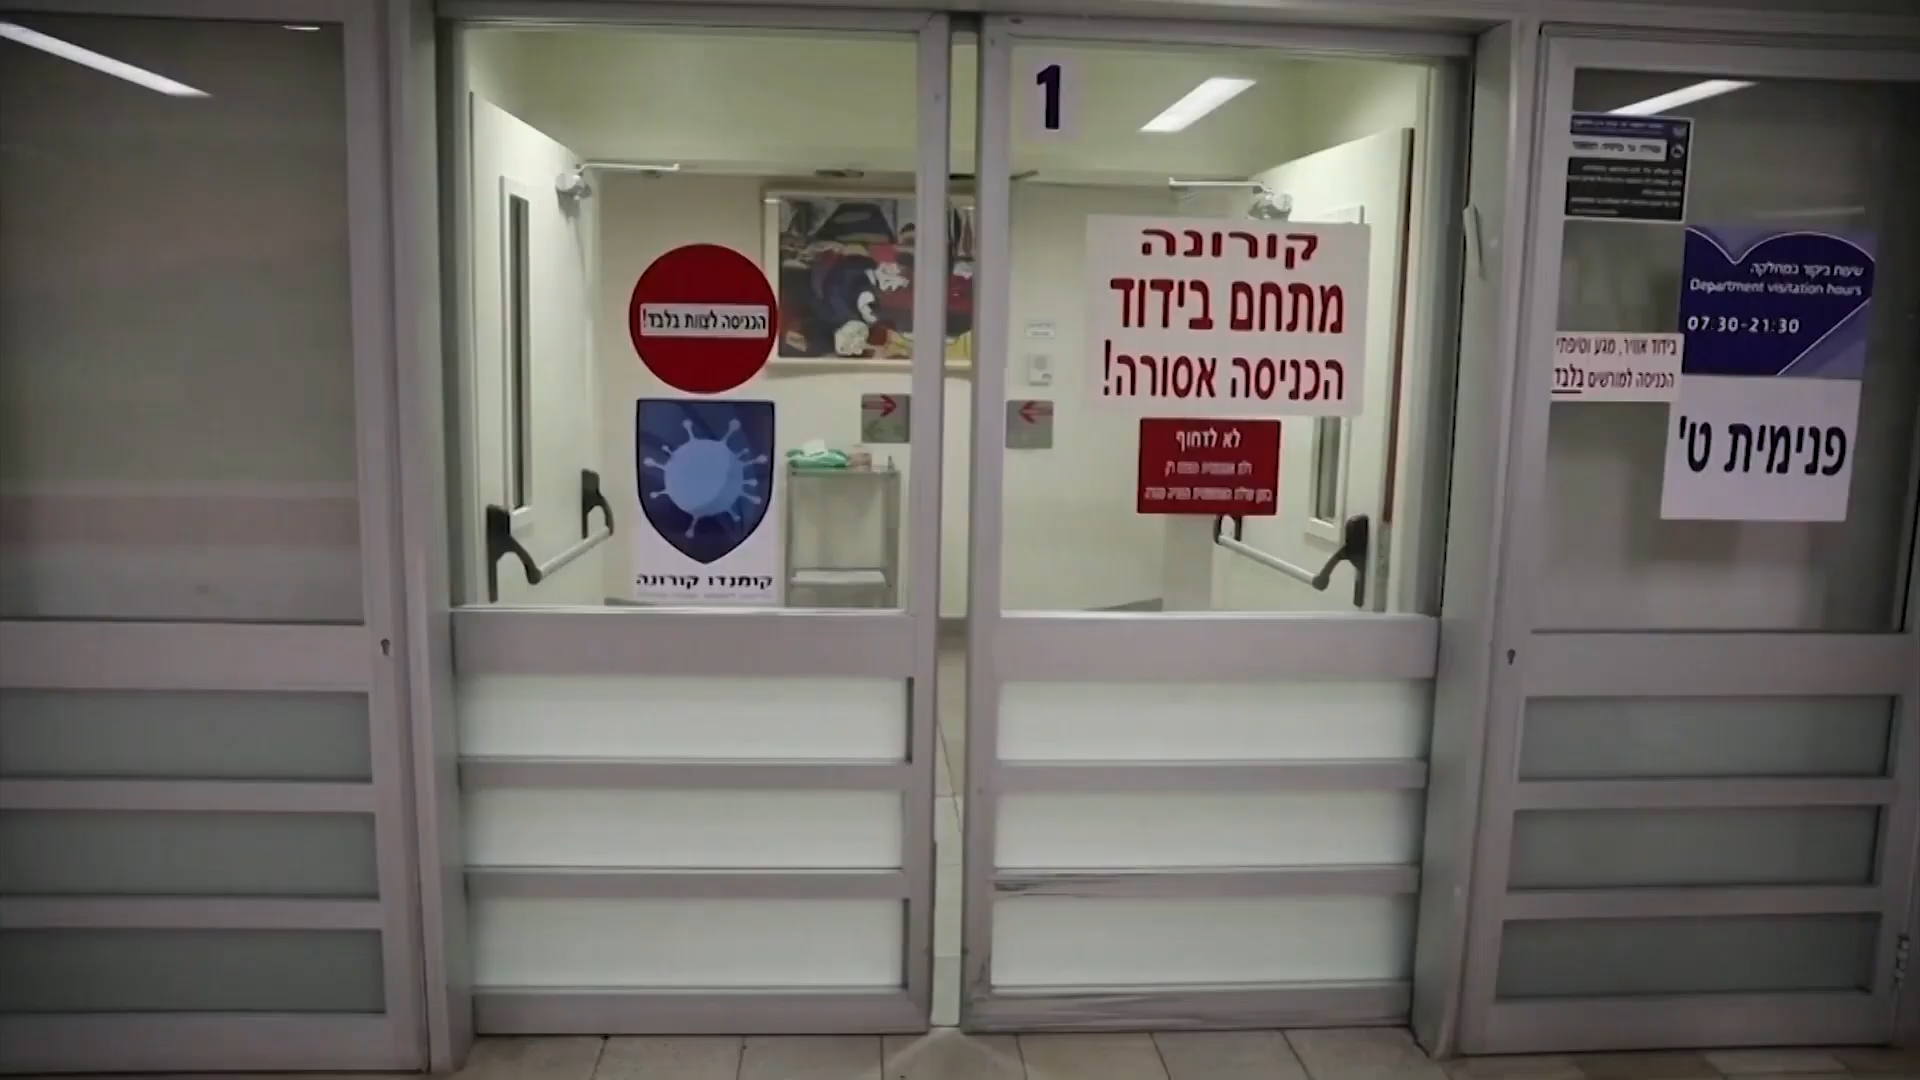 1
הכניסה לצוות בלבד!
קומנדו קורונה
קורונה
מתחם בידוד
הכניסה אסורה!
לא לדחוף
שעות ביקור במחלקה
Department visitation hours
07:30-21:30
בידוד אוויר, מגע וטיפתי
הכניסה למורשים בלבד
פנימית ט'